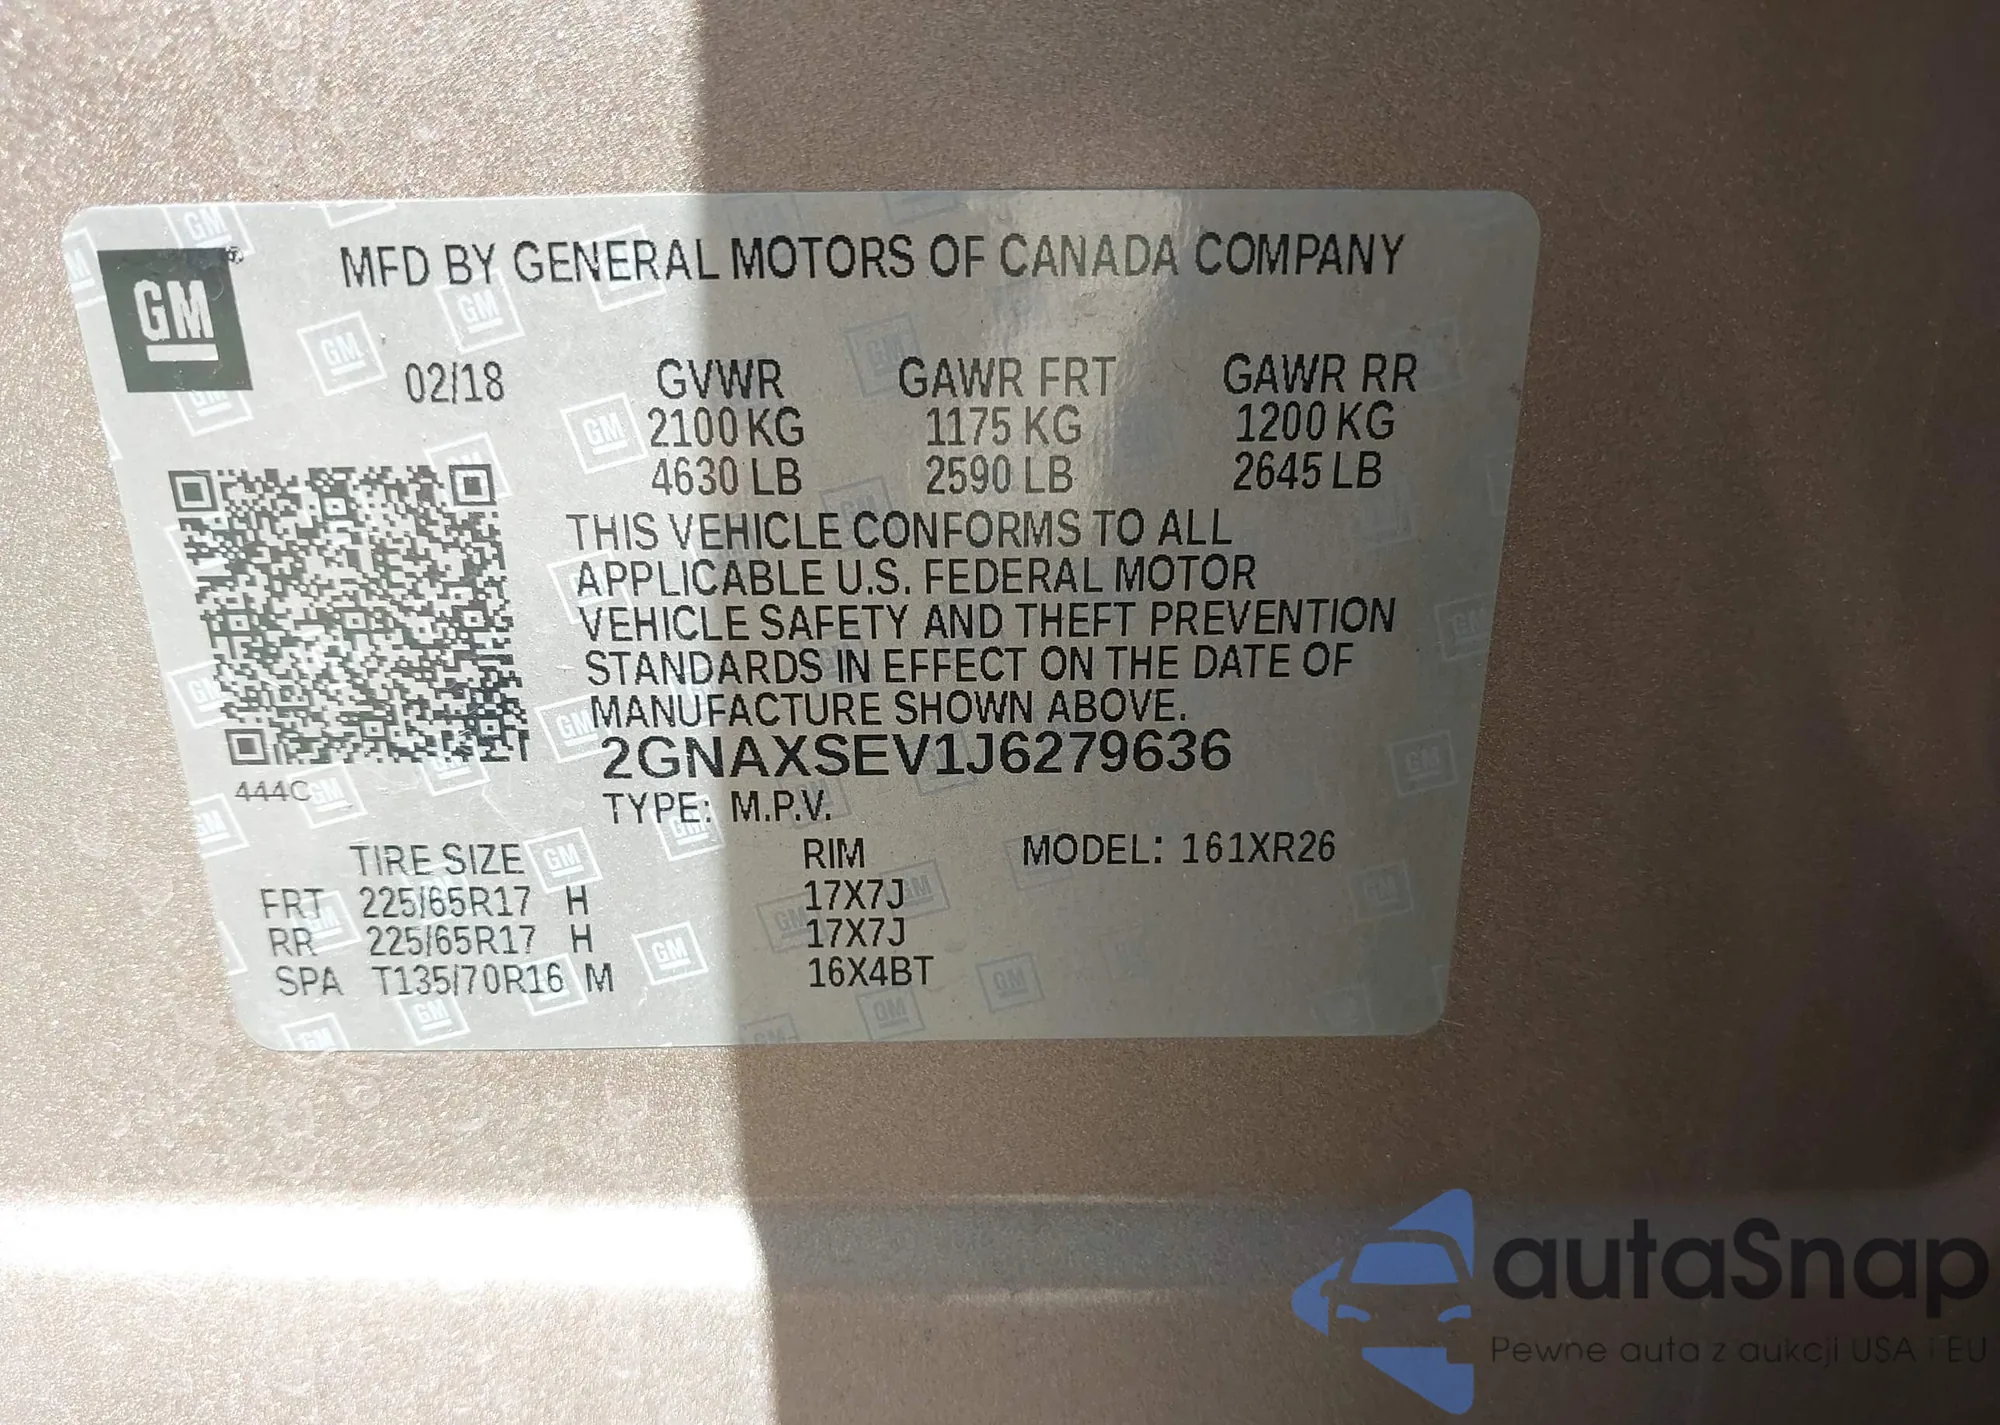 GM®
MFD BY GENERAL MOTORS OF CANADA COMPANY
02/18 GVWR GAWR FRT GAWR RR
2100 KG 1175 KG 1200 KG
4630 LB 2590 LB 2645 LB
THIS VEHICLE CONFORMS TO ALL
APPLICABLE U.S. FEDERAL MOTOR
VEHICLE SAFETY AND THEFT PREVENTION
STANDARDS IN EFFECT ON THE DATE OF
MANUFACTURE SHOWN ABOVE.
2GNAXSEV1J6279636
444C
TYPE: M.P.V.
TIRE SIZE RIM MODEL: 161XR26
FRT 225/65R17 H 17X7J
RR 225/65R17 H 17X7J
SPA T135/70R16 M 16X4BT
autaSnap
Pewne auta z aukcji USA i EU